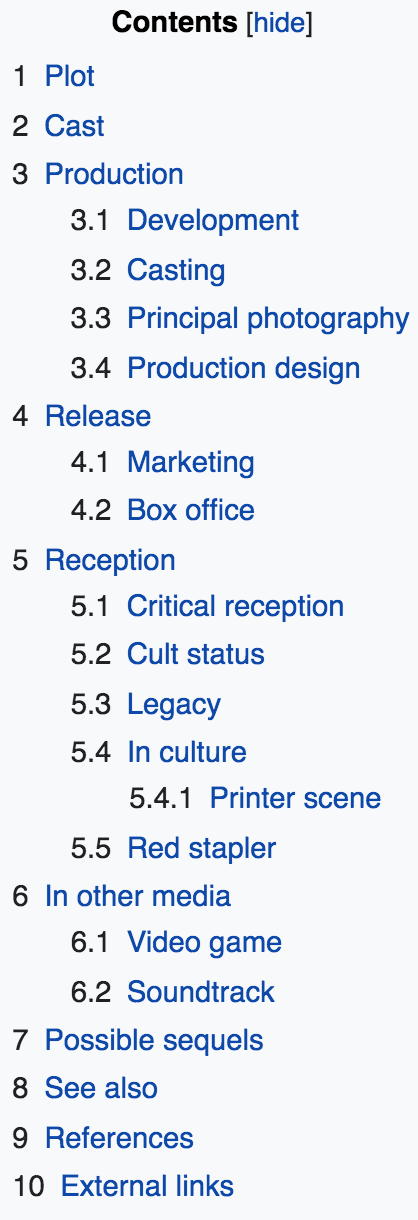 Contents [hide]
1 Plot
2 Cast
3 Production
3.1 Development
3.2 Casting
3.3 Principal photography
3.4 Production design
4 Release
4.1 Marketing
4.2 Box office
5 Reception
5.1 Critical reception
5.2 Cult status
5.3 Legacy
5.4 In culture
5.4.1 Printer scene
5.5 Red stapler
6 In other media
6.1 Video game
6.2 Soundtrack
7 Possible sequels
8 See also
9 References
10 External links